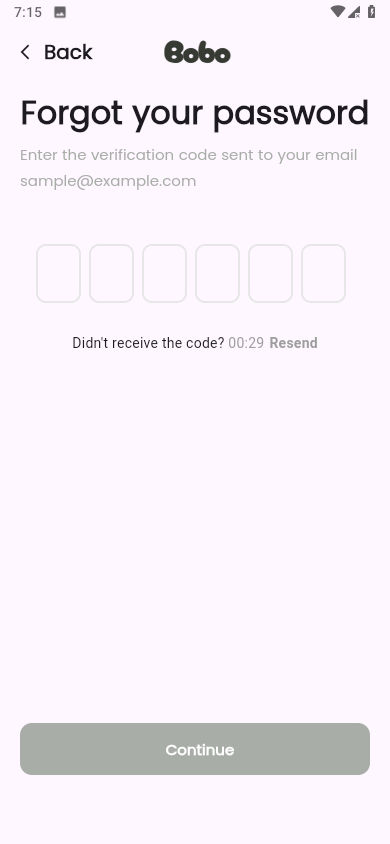 7:15
Back
Bobo
Forgot your password
Enter the verification code sent to your email
sample@example.com
Didn't receive the code? 00:29 Resend
Continue